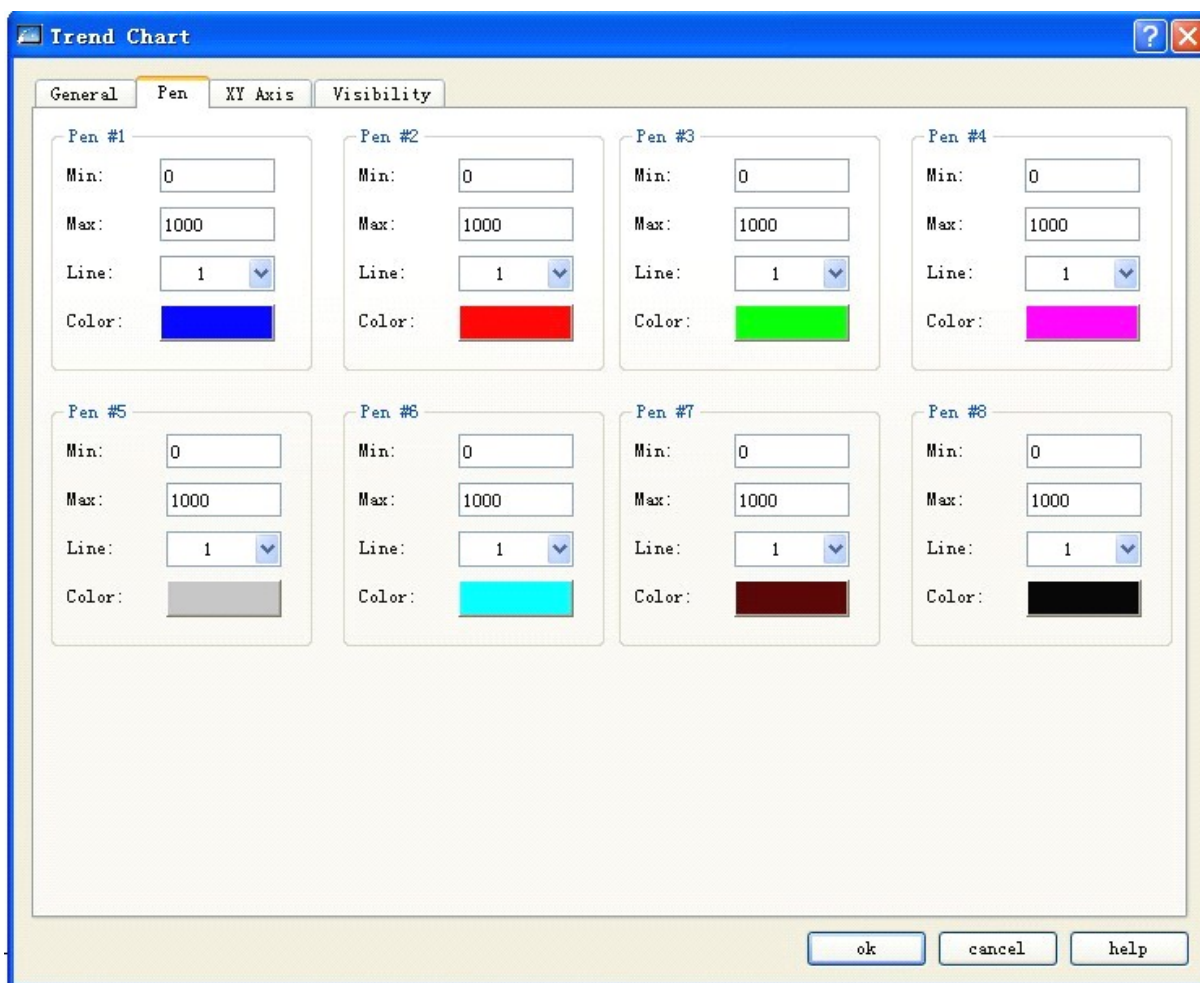 Trend Chart
General Pen XY Axis Visibility
Pen #1 Pen #2 Pen #3 Pen #4
Min: 0 Min: 0 Min: 0 Min: 0
Max: 1000 Max: 1000 Max: 1000 Max: 1000
Line: 1 Line: 1 Line: 1 Line: 1
Color: Color: Color: Color:
Pen #5 Pen #6 Pen #7 Pen #8
Min: 0 Min: 0 Min: 0 Min: 0
Max: 1000 Max: 1000 Max: 1000 Max: 1000
Line: 1 Line: 1 Line: 1 Line: 1
Color: Color: Color: Color:
ok cancel help